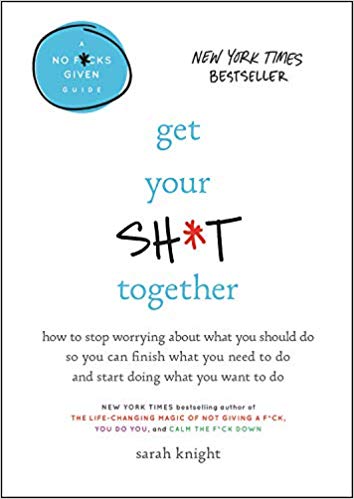 A
NO F*CKS
GIVEN
GUIDE
NEW YORK TIMES
BESTSELLER
get
your
SH*T
together
how to stop worrying about what you should do
so you can finish what you need to do
and start doing what you want to do
NEW YORK TIMES bestselling author of
THE LIFE-CHANGING MAGIC OF NOT GIVING A F*CK,
YOU DO YOU, and CALM THE F*CK DOWN
sarah knight